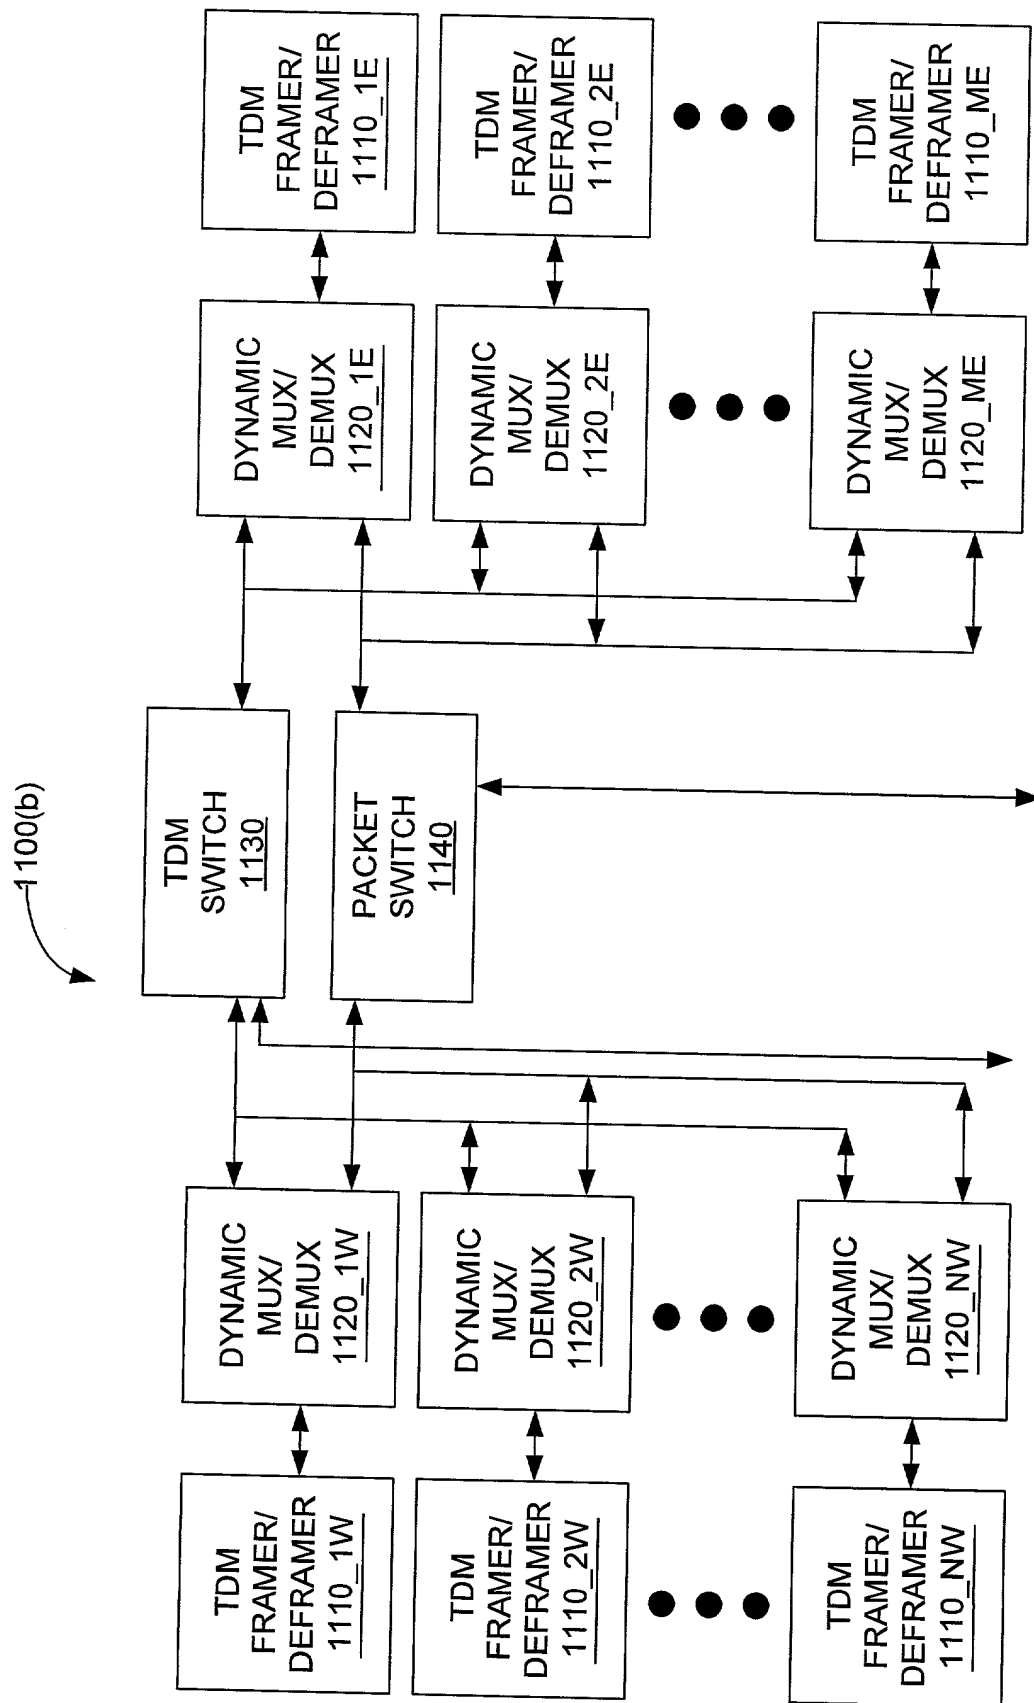 1100(b)
TDM
FRAMER/
DEFRAMER
1110_1W
DYNAMIC
MUX/
DEMUX
1120_1W
TDM
SWITCH
1130
DYNAMIC
MUX/
DEMUX
1120_1E
TDM
FRAMER/
DEFRAMER
1110_1E
PACKET
SWITCH
1140
TDM
FRAMER/
DEFRAMER
1110_2W
DYNAMIC
MUX/
DEMUX
1120_2W
DYNAMIC
MUX/
DEMUX
1120_2E
TDM
FRAMER/
DEFRAMER
1110_2E
TDM
FRAMER/
DEFRAMER
1110_NW
DYNAMIC
MUX/
DEMUX
1120_NW
DYNAMIC
MUX/
DEMUX
1120_ME
TDM
FRAMER/
DEFRAMER
1110_ME